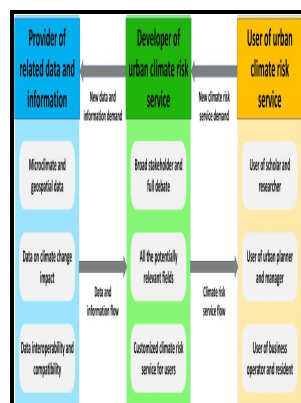 Provider of
related data and
information
New data and
information demand
Developer of
urban climate risk
service
New climate risk
service demand
User of urban
climate risk
service
Microclimate and
geospatial data
Broad stakeholder and
full debate
User of scholar and
researcher
Data on climate change
impact
Data and
information flow
All the potentially
relevant fields
Climate risk
service flow
User of urban planner
and manager
Data interoperability and
compatibility
Customized climate risk
service for users
User of business
operator and resident